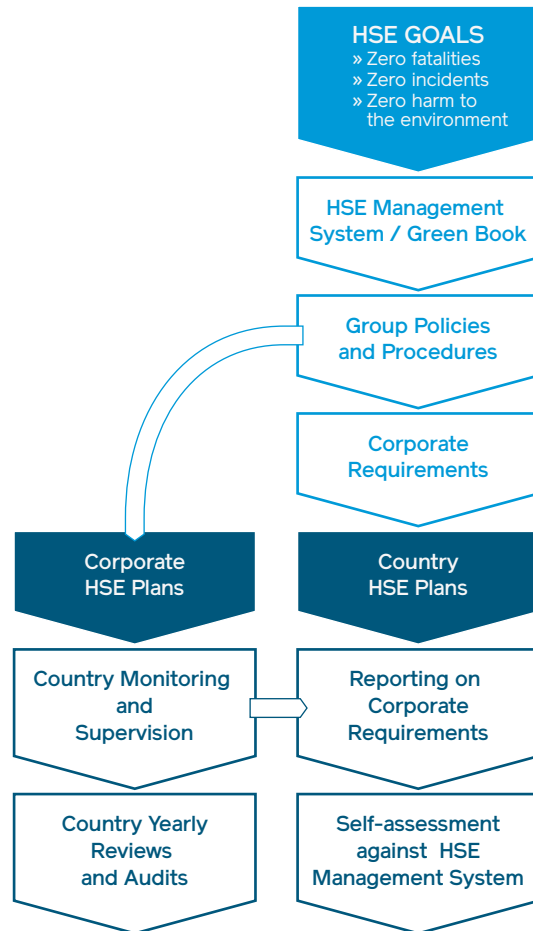 HSE GOALS
» Zero fatalities
» Zero incidents
» Zero harm to
the environment
HSE Management
System / Green Book
Group Policies
and Procedures
Corporate
Requirements
Corporate
HSE Plans
Country
HSE Plans
Country Monitoring
and
Supervision
Reporting on
Corporate
Requirements
Country Yearly
Reviews
and Audits
Self-assessment
against HSE
Management System